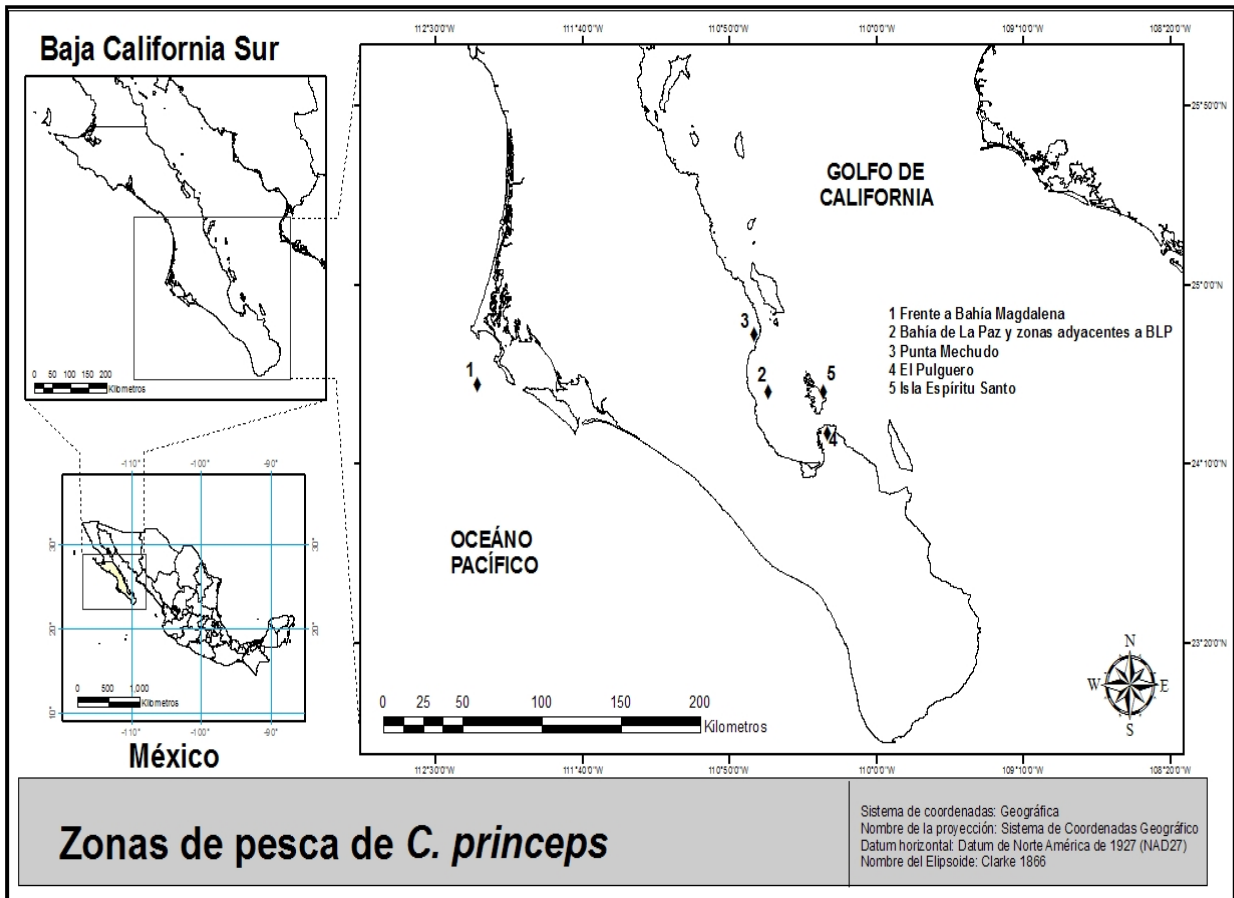 Baja California Sur
0 50 100 150 200
Kilometros
-110° -100° -90°
30° 30°
20° 20°
10° 10°
0 500 1,000
Kilometros
México
112°30'0"W 111°40'0"W 110°50'0"W 110°0'0"W 109°10'0"W 108°20'0"W
25°50'0"N
25°0'0"N
24°10'0"N
23°20'0"N
GOLFO DE
CALIFORNIA
1 Frente a Bahía Magdalena
2 Bahía de La Paz y zonas adyacentes a BLP
3 Punta Mechudo
4 El Pulguero
5 Isla Espíritu Santo
3
1
2
5
4
OCEÁNO
PACÍFICO
N
W E
S
0 25 50 100 150 200
Kilometros
112°30'0"W 111°40'0"W 110°50'0"W 110°0'0"W 109°10'0"W 108°20'0"W
Zonas de pesca de C. princeps
Sistema de coordenadas: Geográfica
Nombre de la proyección: Sistema de Coordenadas Geográfico
Datum horizontal: Datum de Norte América de 1927 (NAD27)
Nombre del Elipsoide: Clarke 1866